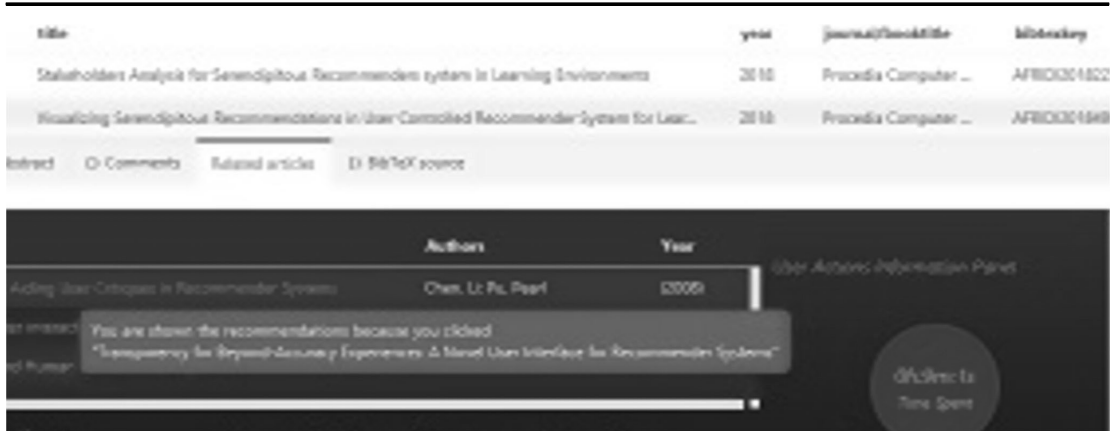 title year journal/booktitle bibtexkey
Stakeholders Analysis for Serendipitous Recommenders system in Learning Environments 2018 Procedia Computer ...
Visualizing Serendipitous Recommendations in User Controlled Recommender System for Lear... 2018 Procedia Computer ...
Comments Related articles BibTeX source
Authors Year
User Actions Information Panel
Aiding User Critiques in Recommender Systems Chen, Li; Pu, Pearl (2008)
You are shown the recommendations because you clicked
"Transparency for Beyond-Accuracy Experiences: A Novel User Interface for Recommender Systems"
Time Spent